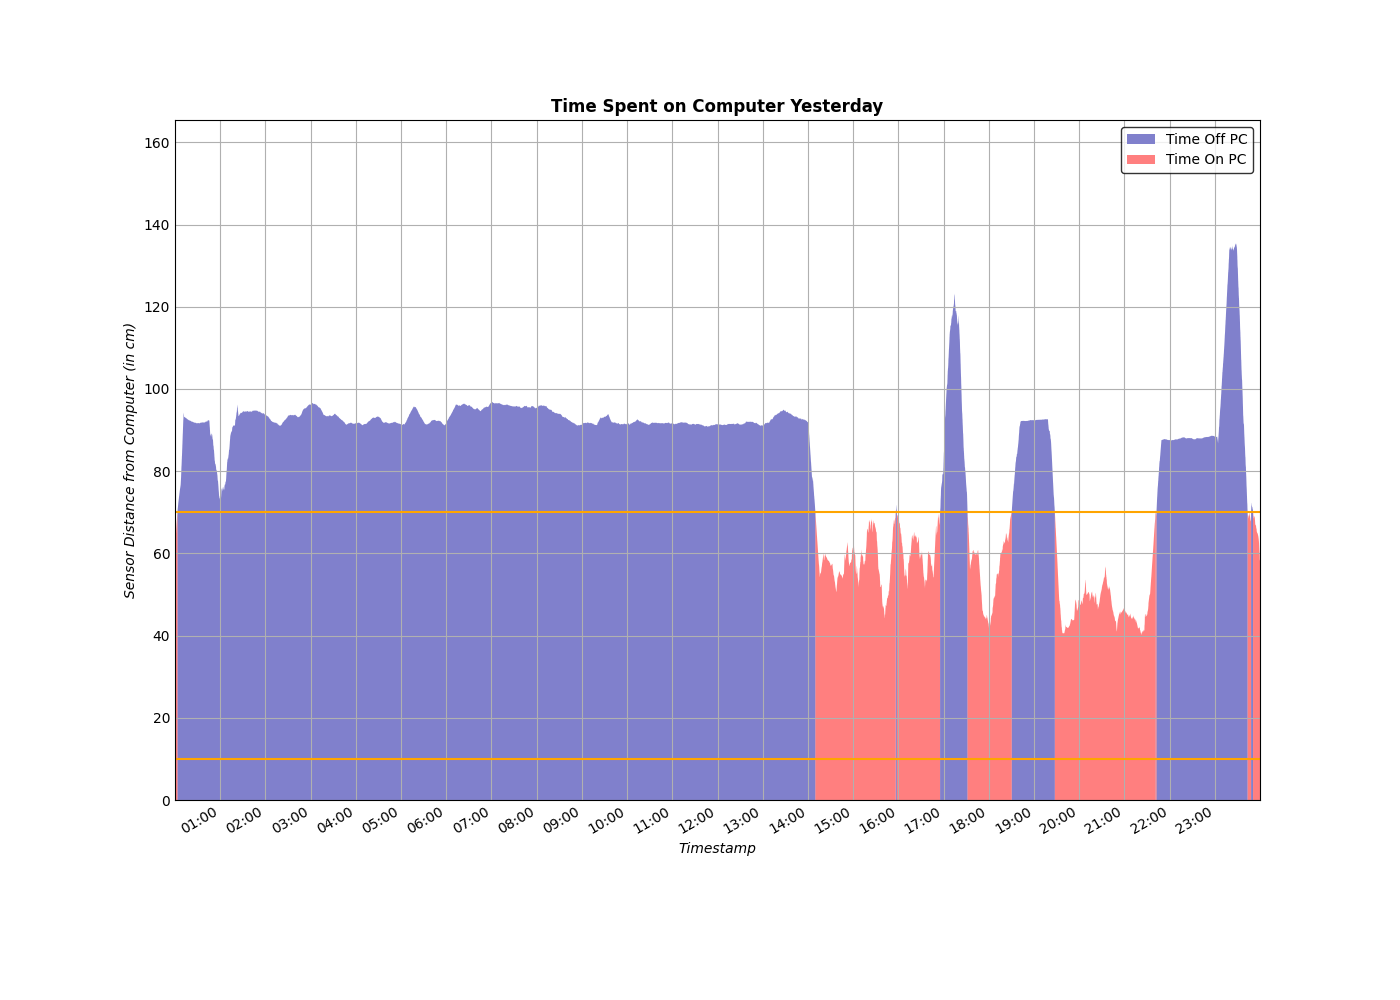 Time Spent on Computer Yesterday
Time Off PC
Time On PC
160
140
120
100
80
60
40
20
0
Sensor Distance from Computer (in cm)
01:00 02:00 03:00 04:00 05:00 06:00 07:00 08:00 09:00 10:00 11:00 12:00 13:00 14:00 15:00 16:00 17:00 18:00 19:00 20:00 21:00 22:00 23:00
Timestamp